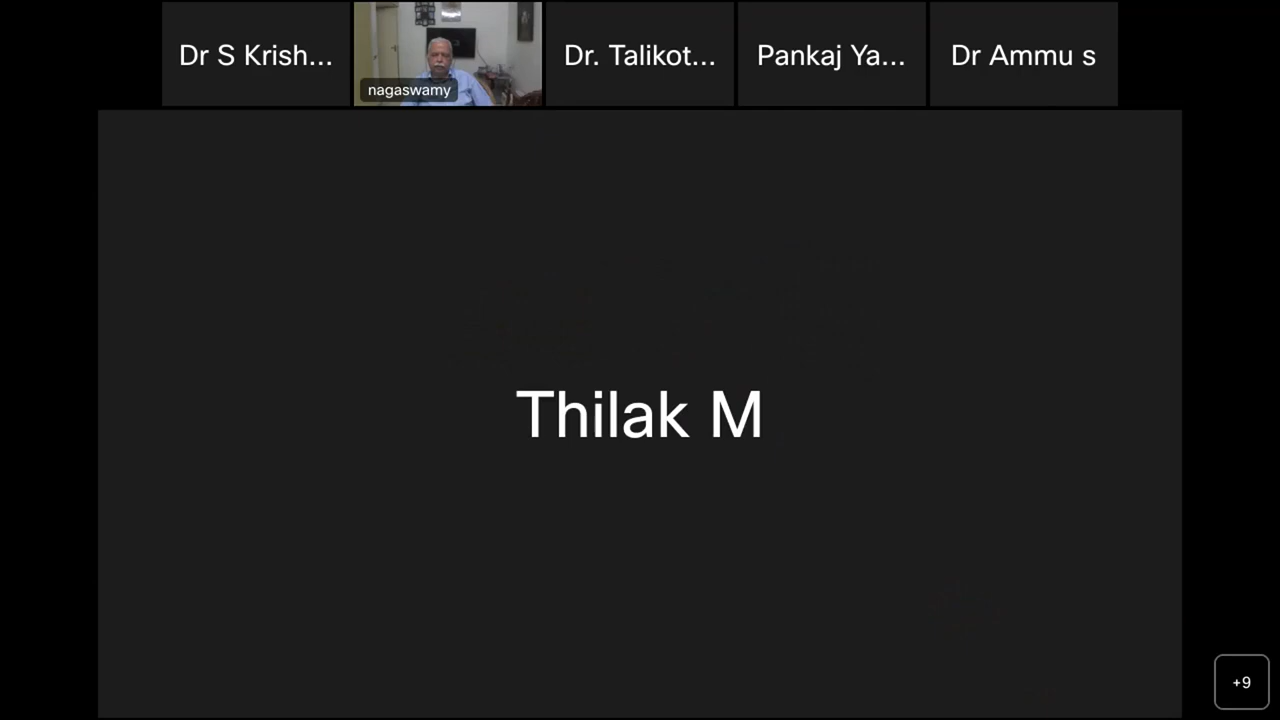 Dr S Krish...
nagaswamy
Dr. Talikot...
Pankaj Ya...
Dr Ammu s
Thilak M
+9